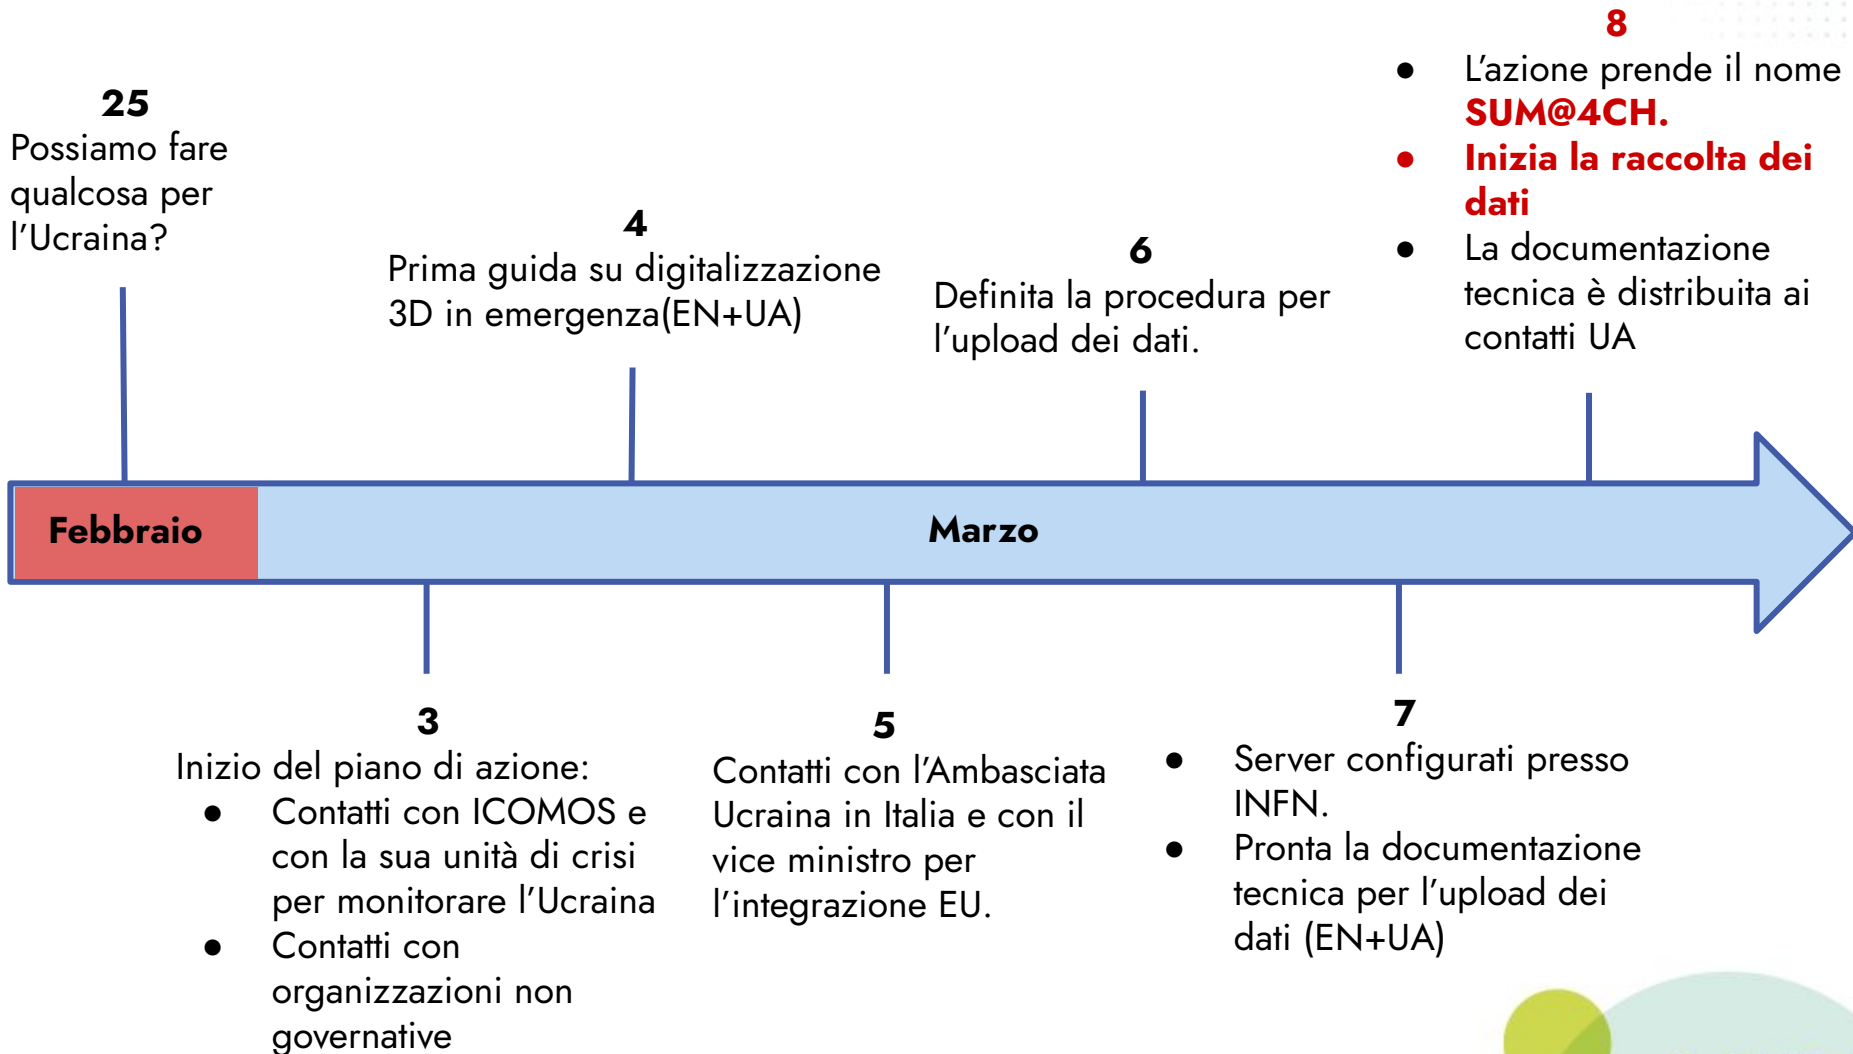 25
Possiamo fare
qualcosa per
l'Ucraina?
4
Prima guida su digitalizzazione
3D in emergenza(EN+UA)
6
Definita la procedura per
l'upload dei dati.
8
● L'azione prende il nome
SUM@4CH.
● Inizia la raccolta dei
dati
● La documentazione
tecnica è distribuita ai
contatti UA
Febbraio
Marzo
3
Inizio del piano di azione:
● Contatti con ICOMOS e
con la sua unità di crisi
per monitorare l'Ucraina
● Contatti con
organizzazioni non
governative
5
Contatti con l'Ambasciata
Ucraina in Italia e con il
vice ministro per
l'integrazione EU.
7
● Server configurati presso
INFN.
● Pronta la documentazione
tecnica per l'upload dei
dati (EN+UA)